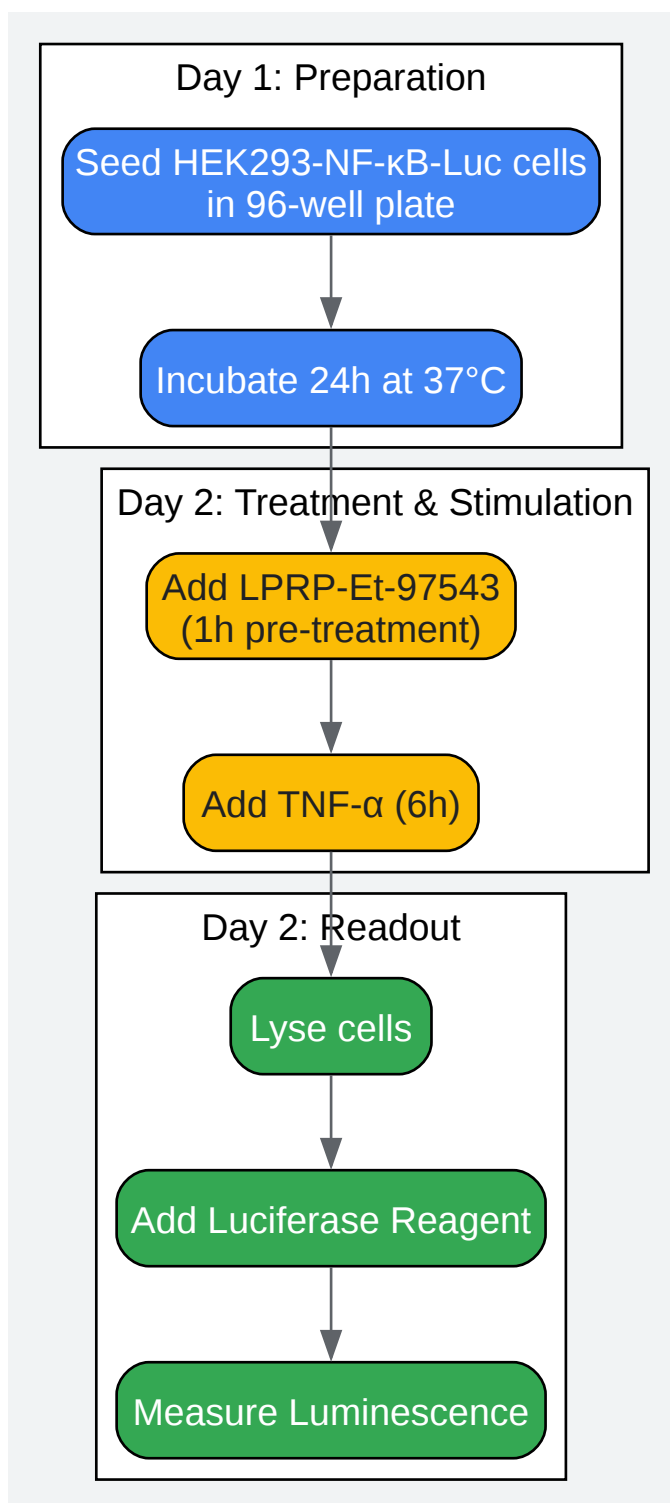 Day 1: Preparation
Seed HEK293-NF-κB-Luc cells
in 96-well plate
Incubate 24h at 37°C
Day 2: Treatment & Stimulation
Add LPRP-Et-97543
(1h pre-treatment)
Add TNF-α (6h)
Day 2: Readout
Lyse cells
Add Luciferase Reagent
Measure Luminescence